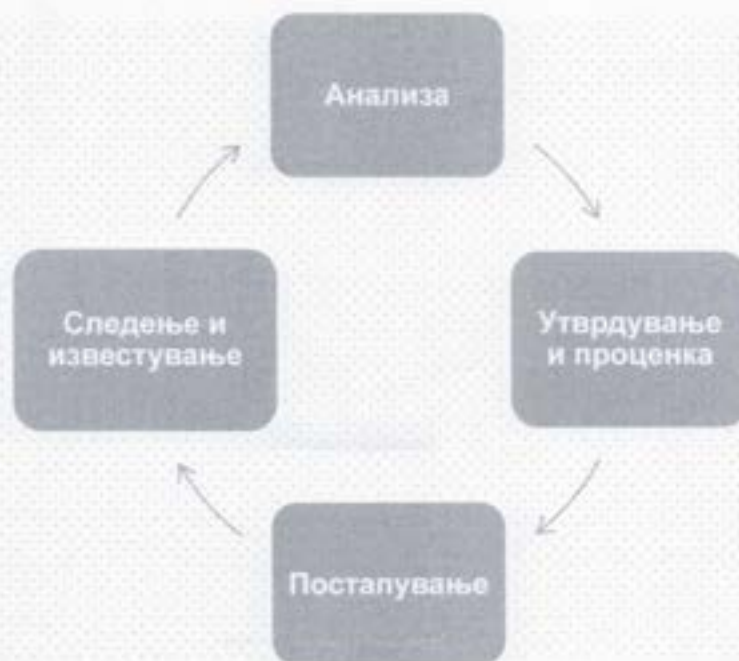 Анализа
Утврдување
и проценка
Постапување
Следење и
известување